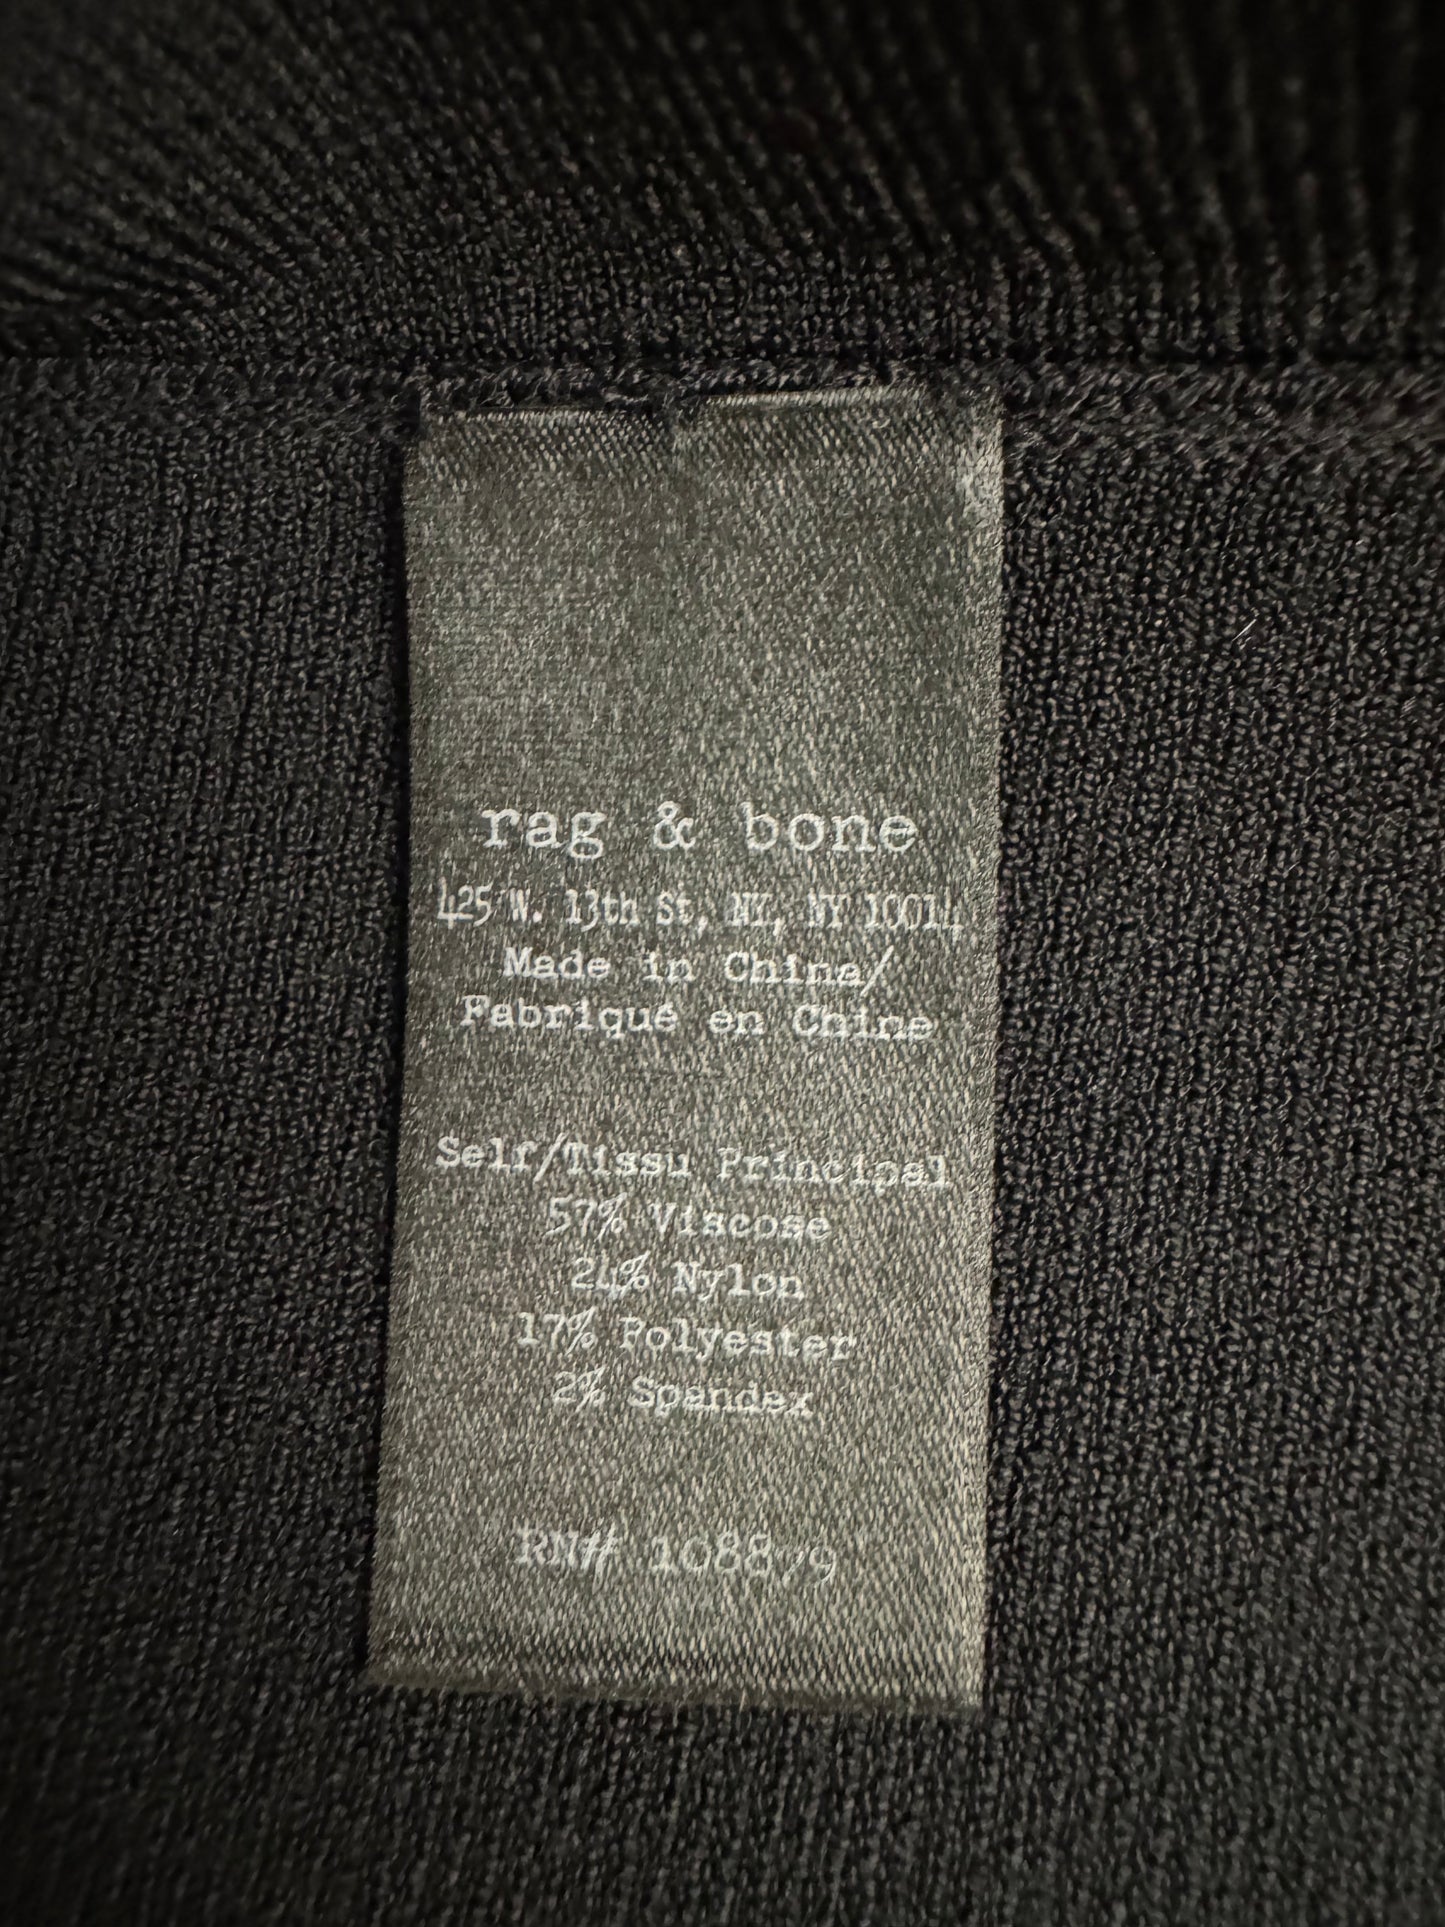 rag & bone
425 W. 13th St, NY, NY 10014
Made in China/
Fabriqué en Chine
Self/Tissu Principal
57% Viscose
24% Nylon
17% Polyester
2% Spandex
RN# 108879